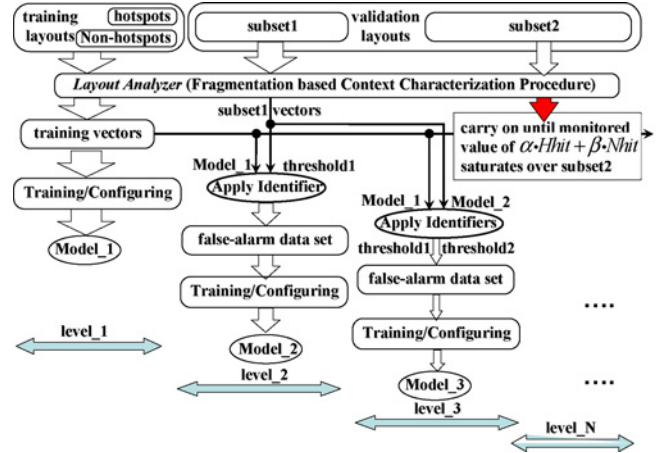 training layouts
hotspots
Non-hotspots
subset1
validation layouts
subset2
Layout Analyzer (Fragmentation based Context Characterization Procedure)
subset1 vectors
training vectors
carry on until monitored
value of α•Hhit + β•Nhit
saturates over subset2
Model_1
threshold1
Training/Configuring
Apply Identifier
Model_1
Model_2
Apply Identifiers
Model_1
false-alarm data set
threshold1
threshold2
false-alarm data set
Training/Configuring
....
Training/Configuring
level_1
Model_2
level_2
Model_3
....
level_3
level_N